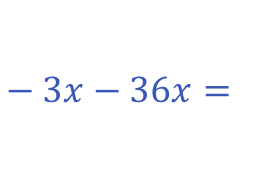 − 3x − 36x =